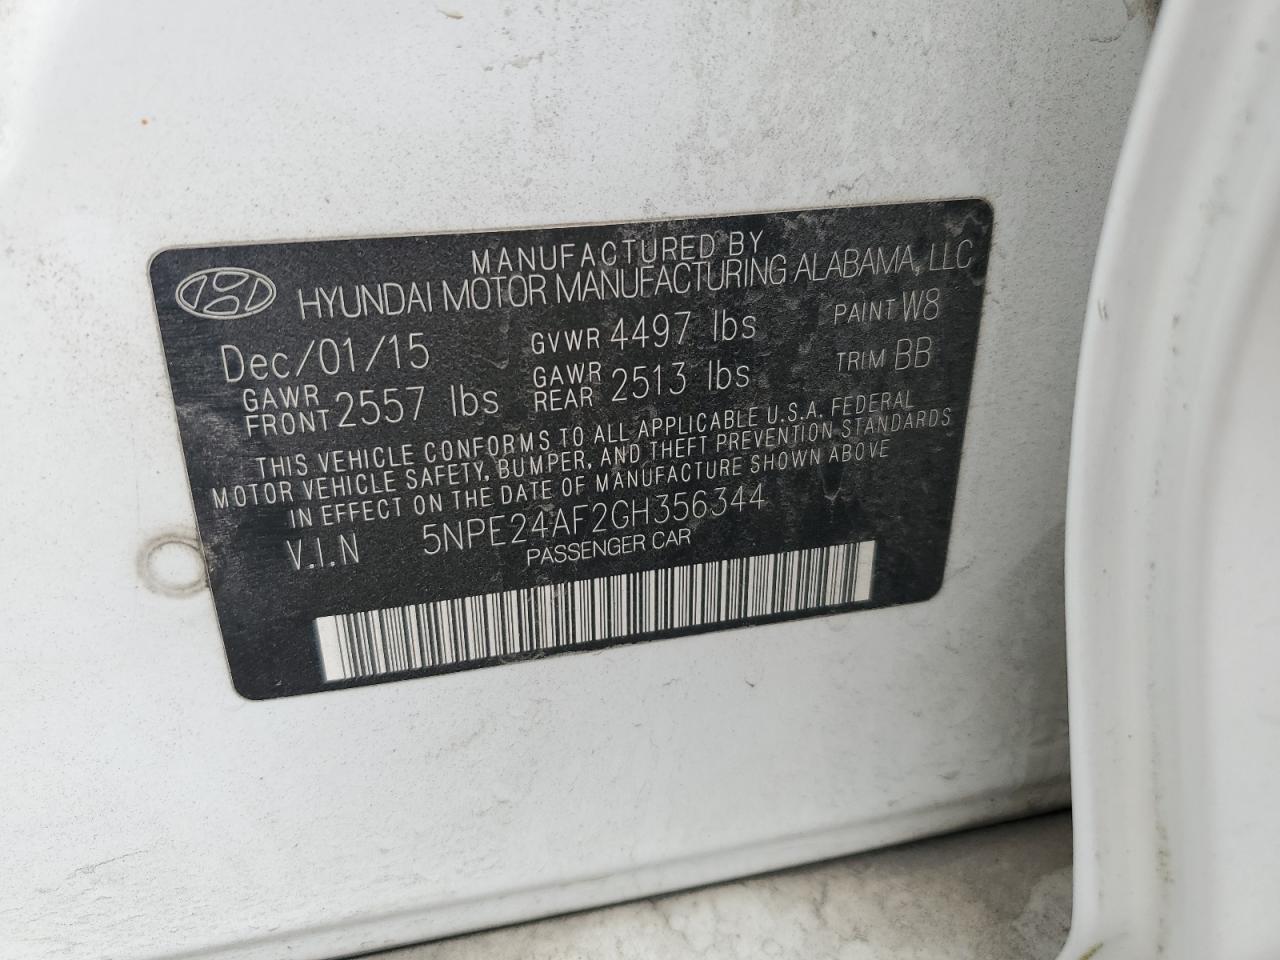 MANUFACTURED BY
HYUNDAI MOTOR MANUFACTURING ALABAMA, LLC
Dec/01/15 GVWR 4497 lbs PAINT W8
GAWR FRONT 2557 lbs GAWR REAR 2513 lbs TRIM BB
THIS VEHICLE CONFORMS TO ALL APPLICABLE U.S.A. FEDERAL
MOTOR VEHICLE SAFETY, BUMPER, AND THEFT PREVENTION STANDARDS
IN EFFECT ON THE DATE OF MANUFACTURE SHOWN ABOVE
V.I.N 5NPE24AF2GH356344
PASSENGER CAR